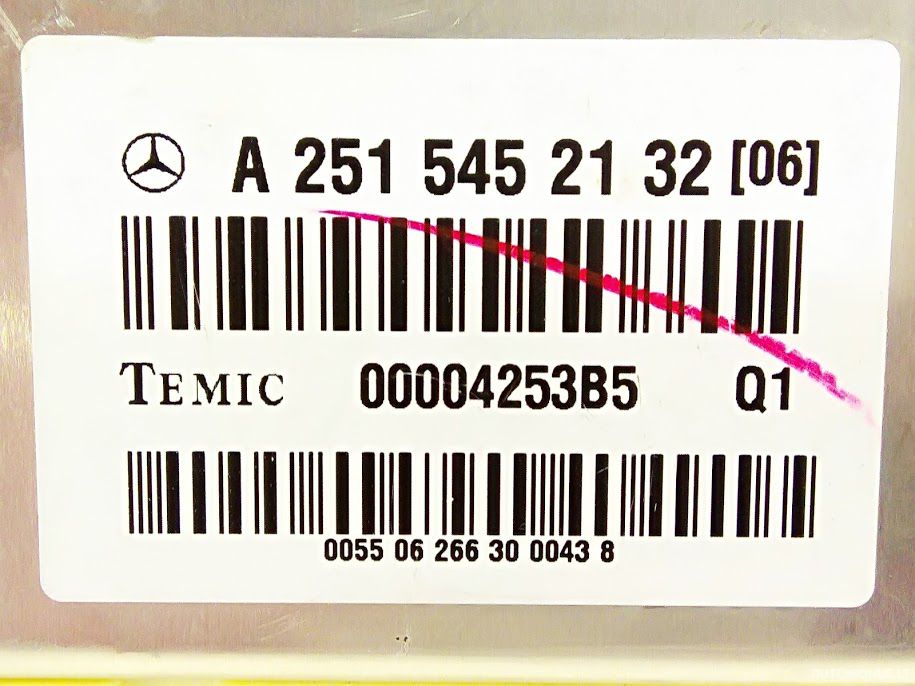 A 251 545 21 32 [06]
TEMIC 00004253B5 Q1
0055 06 266 30 0043 8